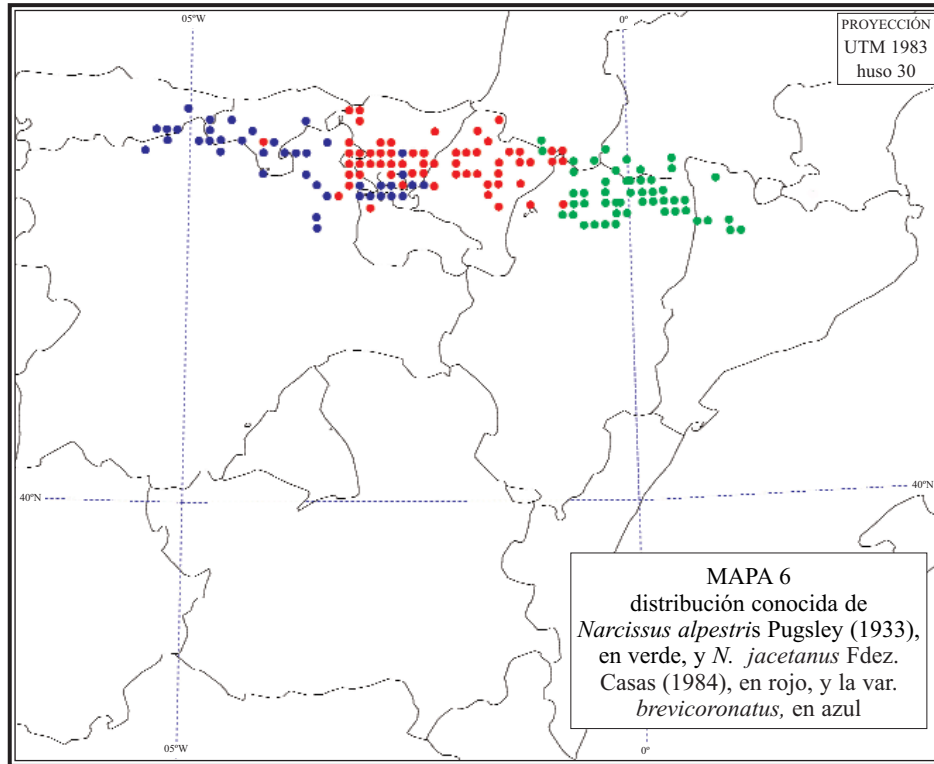 05ºW
0º
PROYECCIÓN
UTM 1983
huso 30
40ºN
40ºN
MAPA 6
distribución conocida de
Narcissus alpestris Pugsley (1933),
en verde, y N. jacetanus Fdez.
Casas (1984), en rojo, y la var.
brevicoronatus, en azul
05ºW
0º